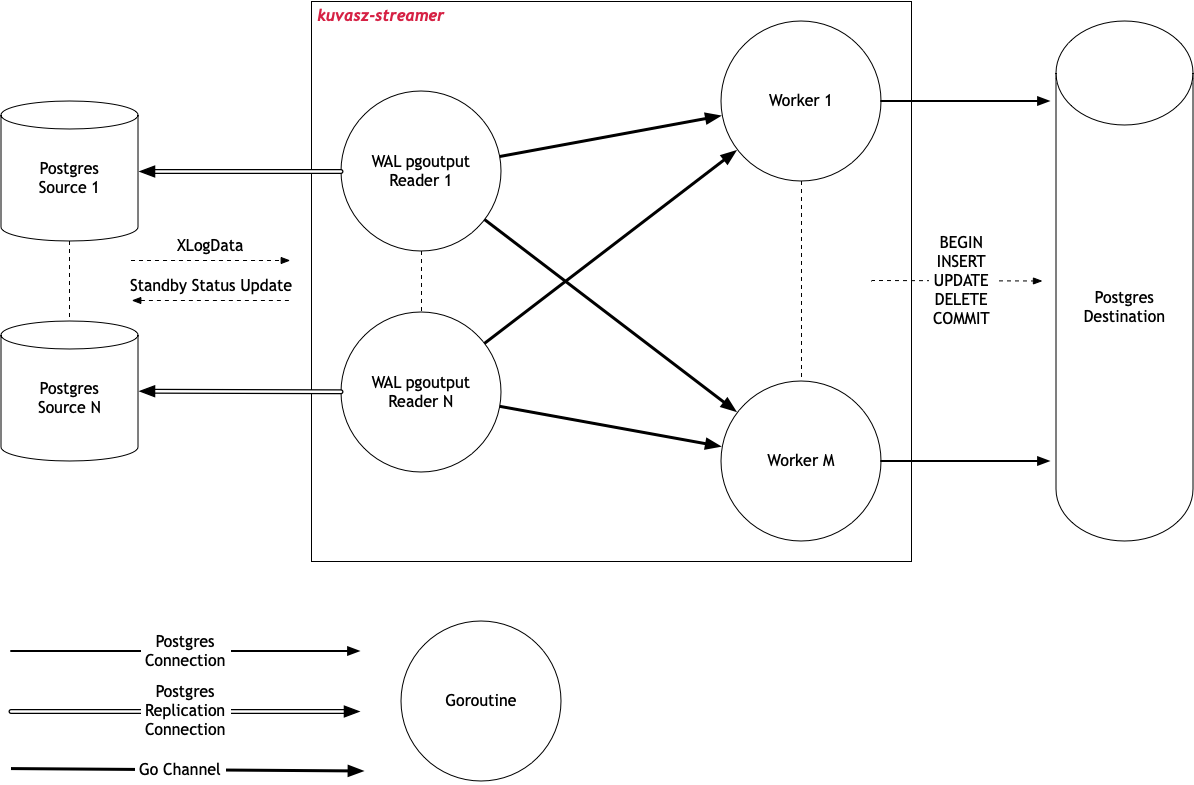 kuvasz-streamer
Postgres
Source 1
WAL pgoutput
Reader 1
Worker 1
XLogData
Standby Status Update
Postgres
Source N
WAL pgoutput
Reader N
Worker M
BEGIN
INSERT
UPDATE
DELETE
COMMIT
Postgres
Destination
Postgres
Connection
Postgres
Replication
Connection
Go Channel
Goroutine